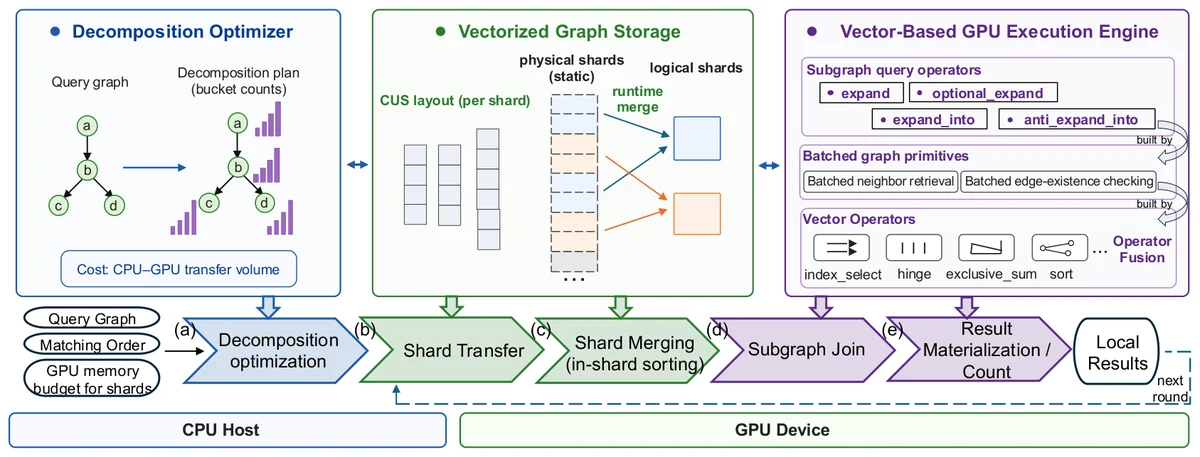 • Decomposition Optimizer
Query graph
Decomposition plan
(bucket counts)
a
b
c
d
a
b
c
d
Cost: CPU–GPU transfer volume
• Vectorized Graph Storage
physical shards
(static)
logical shards
CUS layout (per shard)
runtime
merge
...
• Vector-Based GPU Execution Engine
Subgraph query operators
• expand
• optional_expand
• expand_into
• anti_expand_into
built by
Batched graph primitives
Batched neighbor retrieval
Batched edge-existence checking
built by
Vector Operators
... Operator
Fusion
index_select
hinge
exclusive_sum
sort
Query Graph
Matching Order
GPU memory
budget for shards
(a)
Decomposition
optimization
(b)
Shard Transfer
(c)
Shard Merging
(in-shard sorting)
(d)
Subgraph Join
(e)
Result
Materialization /
Count
Local
Results
next
round
CPU Host
GPU Device